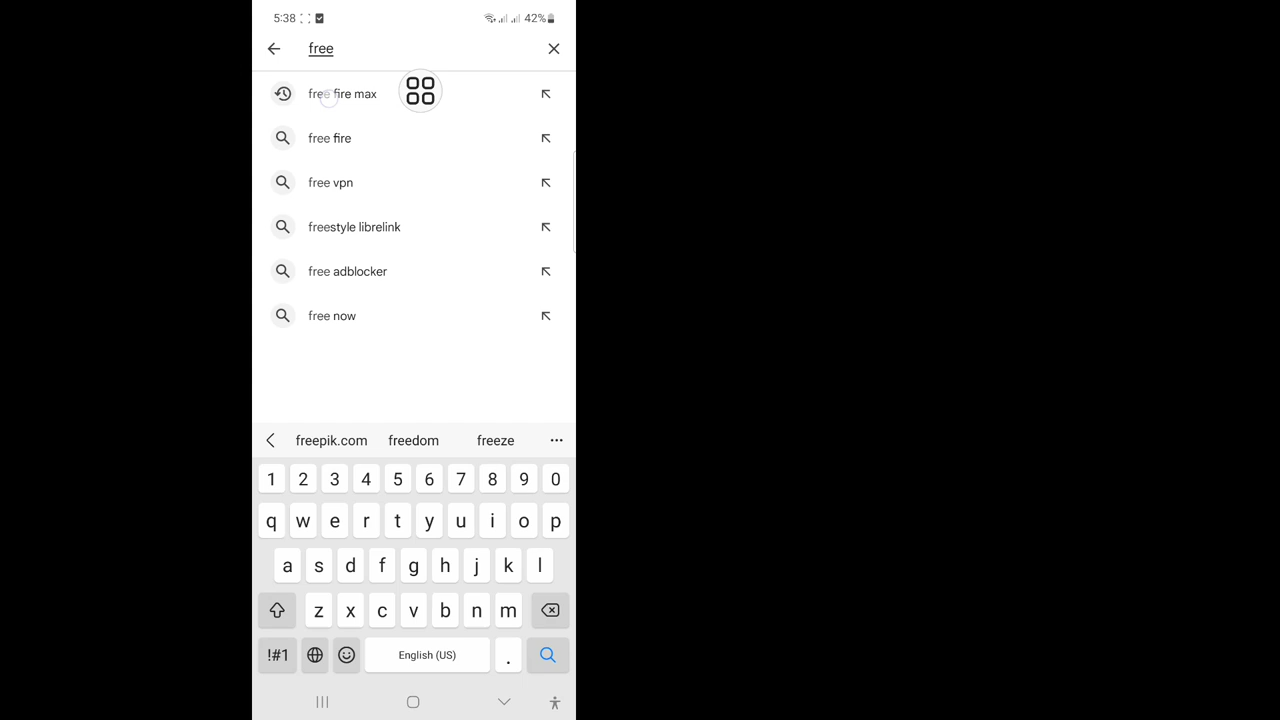 5:38 42%
free
free fire max
free fire
free vpn
freestyle librelink
free adblocker
free now
freepik.com freedom freeze ...
1 2 3 4 5 6 7 8 9 0
q w e r t y u i o p
a s d f g h j k l
z x c v b n m
!#1 English (US) .